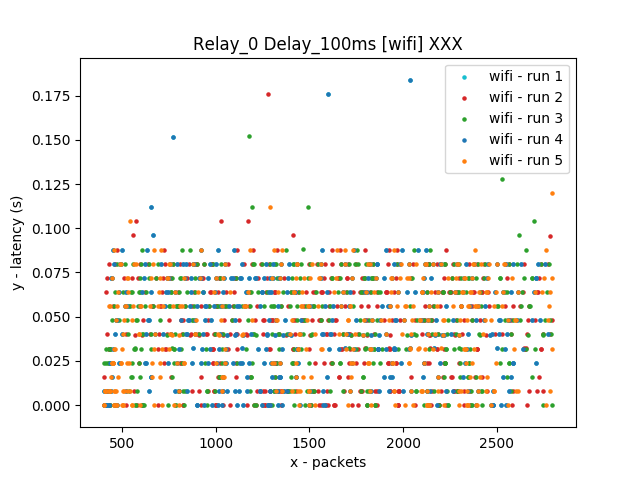 Relay_0 Delay_100ms [wifi] XXX
wifi - run 1
wifi - run 2
wifi - run 3
wifi - run 4
wifi - run 5
y - latency (s)
0.175
0.150
0.125
0.100
0.075
0.050
0.025
0.000
500 1000 1500 2000 2500
x - packets